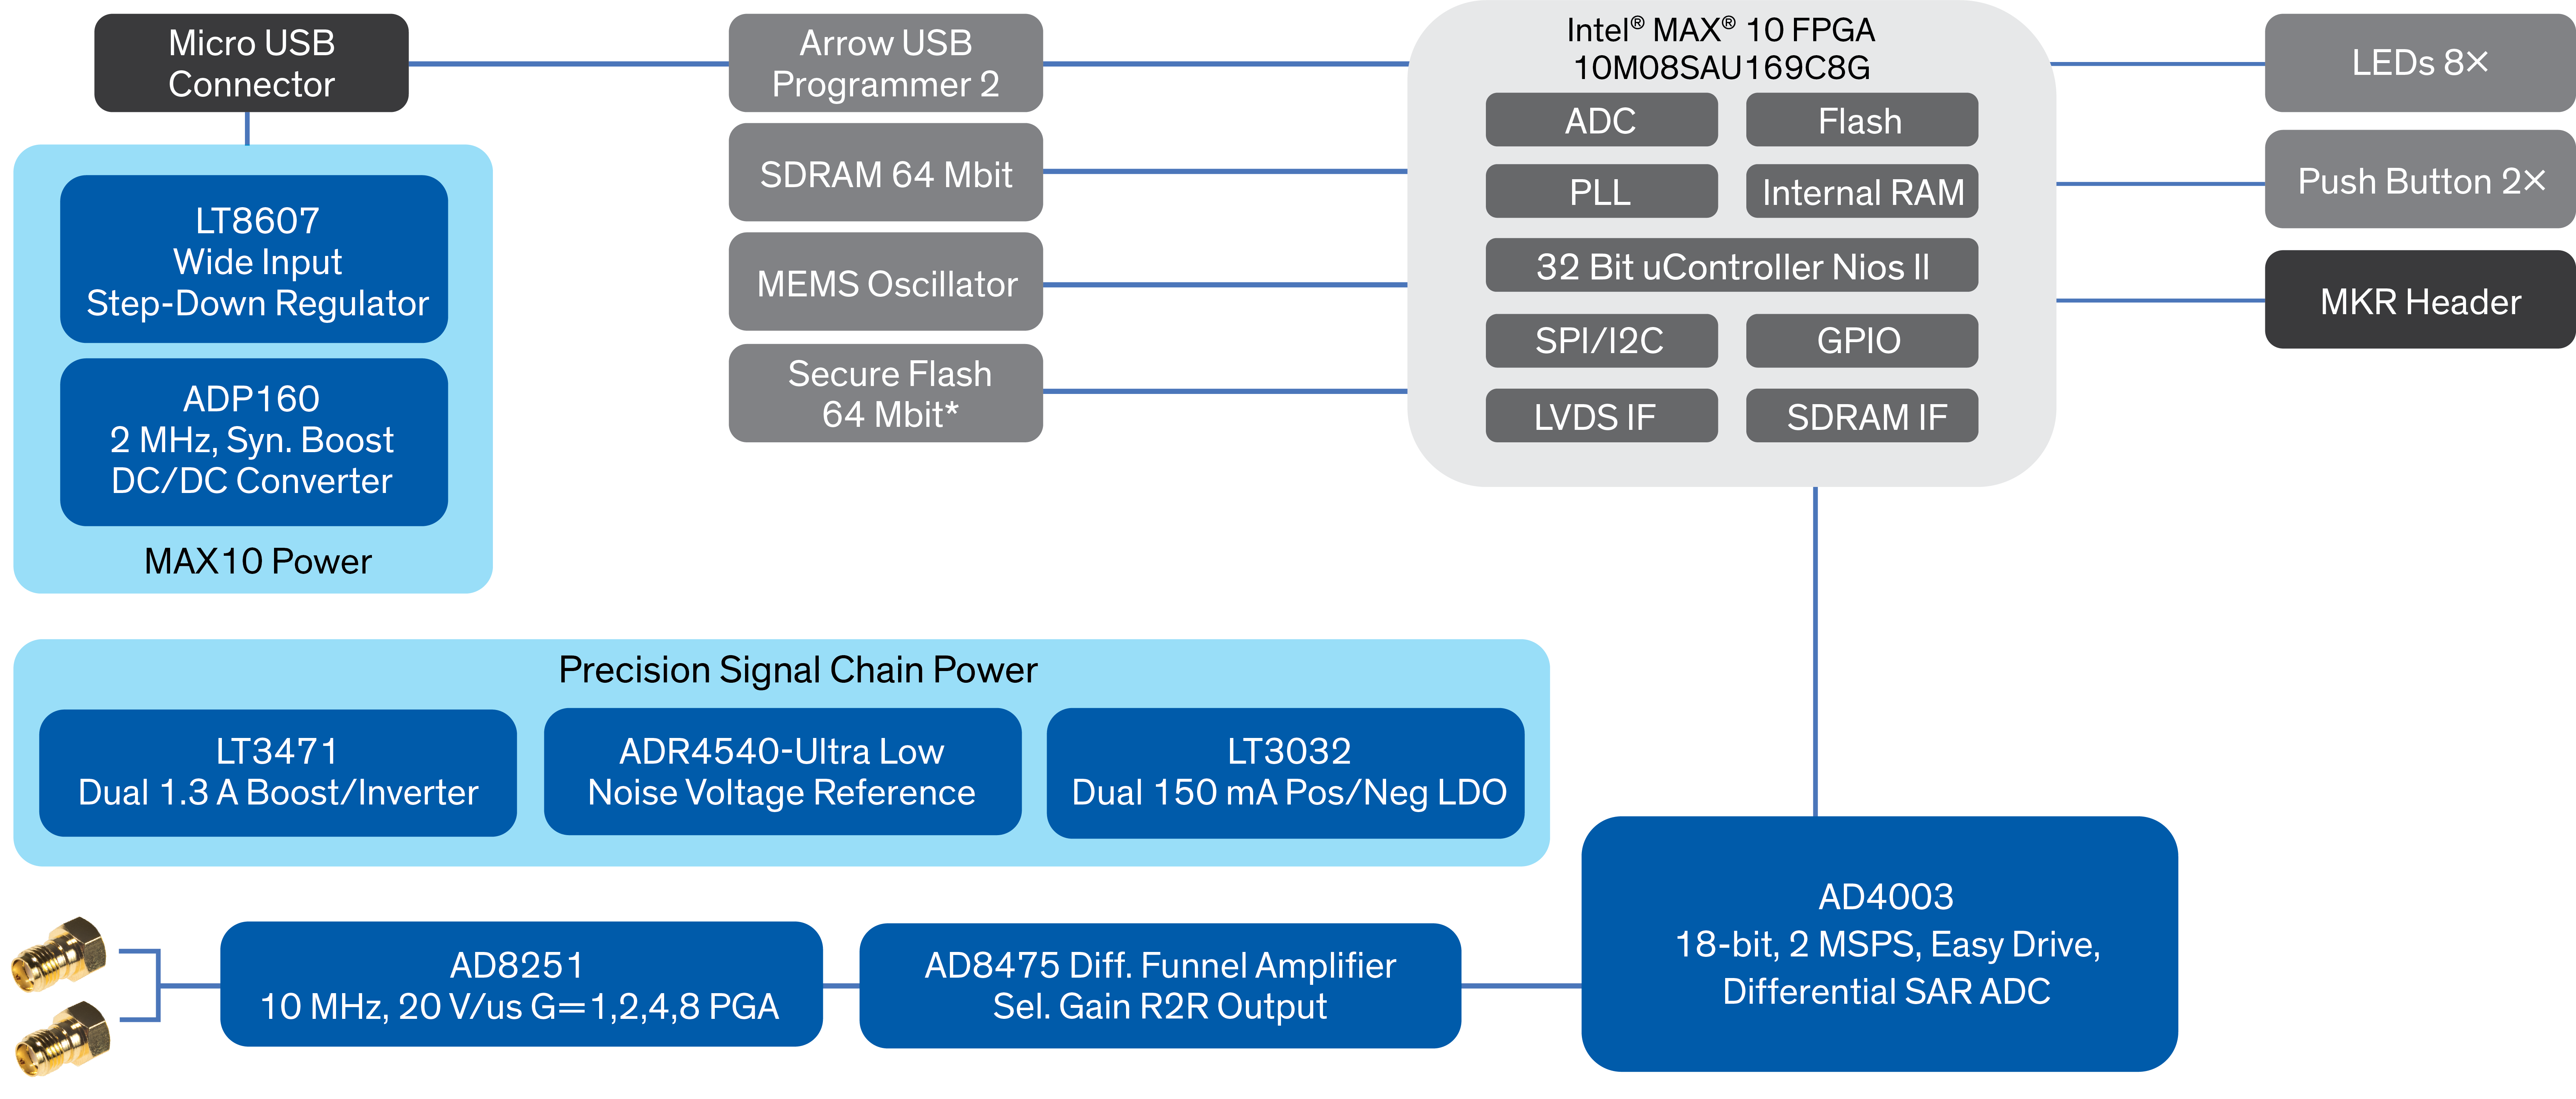 Micro USB
Connector
Arrow USB
Programmer 2
Intel® MAX® 10 FPGA
10M08SAU169C8G
LEDs 8×
ADC
Flash
SDRAM 64 Mbit
PLL
Internal RAM
Push Button 2×
LT8607
Wide Input
Step-Down Regulator
MEMS Oscillator
32 Bit uController Nios II
MKR Header
ADP160
2 MHz, Syn. Boost
DC/DC Converter
Secure Flash
64 Mbit*
SPI/I2C
GPIO
LVDS IF
SDRAM IF
MAX10 Power
Precision Signal Chain Power
LT3471
Dual 1.3 A Boost/Inverter
ADR4540-Ultra Low
Noise Voltage Reference
LT3032
Dual 150 mA Pos/Neg LDO
AD8251
10 MHz, 20 V/us G=1,2,4,8 PGA
AD8475 Diff. Funnel Amplifier
Sel. Gain R2R Output
AD4003
18-bit, 2 MSPS, Easy Drive,
Differential SAR ADC